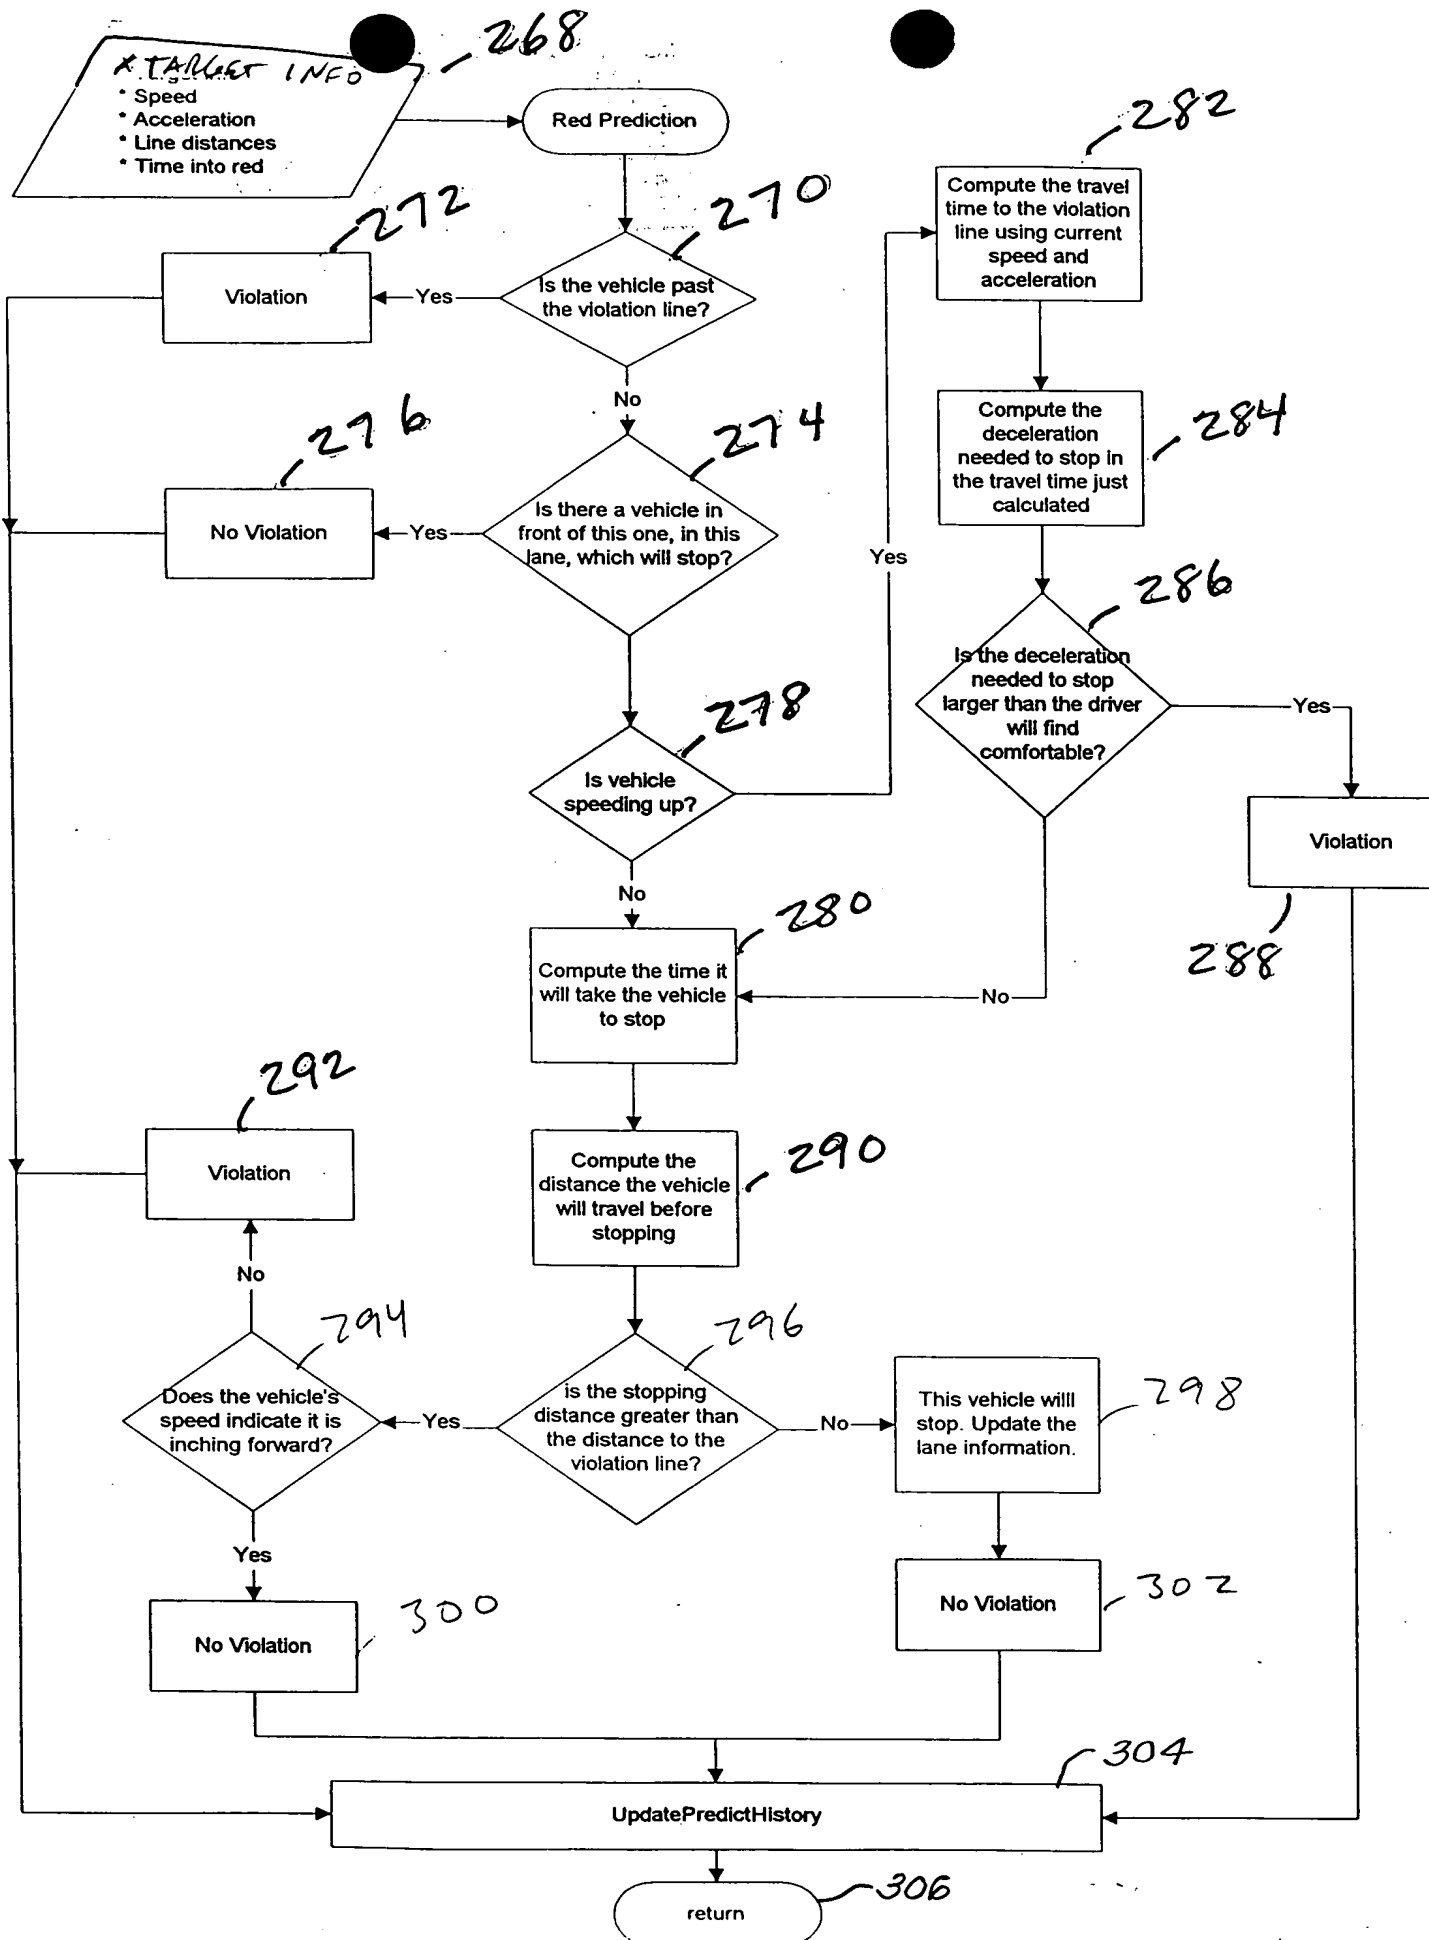 268
* TARGET INFO
* Speed
* Acceleration
* Line distances
* Time into red
Red Prediction
282
Compute the travel
time to the violation
line using current
speed and
acceleration
272
270
Violation
Yes
Is the vehicle past
the violation line?
No
276
274
284
Compute the
deceleration
needed to stop in
the travel time just
calculated
No Violation
Yes
Is there a vehicle in
front of this one, in this
lane, which will stop?
Yes
286
Is the deceleration
needed to stop
larger than the driver
will find
comfortable?
Yes
278
Is vehicle
speeding up?
No
Violation
288
280
Compute the time it
will take the vehicle
to stop
No
292
Violation
290
Compute the
distance the vehicle
will travel before
stopping
No
294
296
Does the vehicle's
speed indicate it is
inching forward?
Yes
is the stopping
distance greater than
the distance to the
violation line?
No
This vehicle willl
stop. Update the
lane information.
298
Yes
No Violation
300
No Violation
302
304
UpdatePredictHistory
306
return